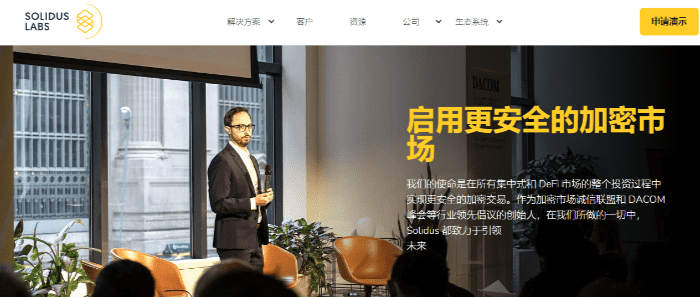 SOLIDUS
LABS
解决方案 客户 资源 公司 生态系统 申请演示
DACOM
启用更安全的加密市
场
我们的使命是在所有集中式和 DeFi 市场的整个投资过程中
实现更安全的加密交易。作为加密市场诚信联盟和 DACOM
峰会等行业领先倡议的创始人，在我们所做的一切中，
Solidus 都致力于引领
未来